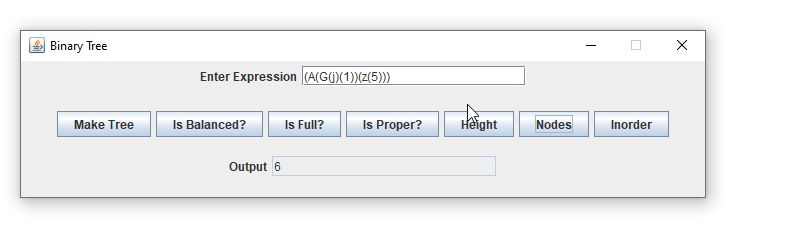 Binary Tree
Enter Expression (A(G(j)(1))(z(5)))
Make Tree Is Balanced? Is Full? Is Proper? Height Nodes Inorder
Output 6